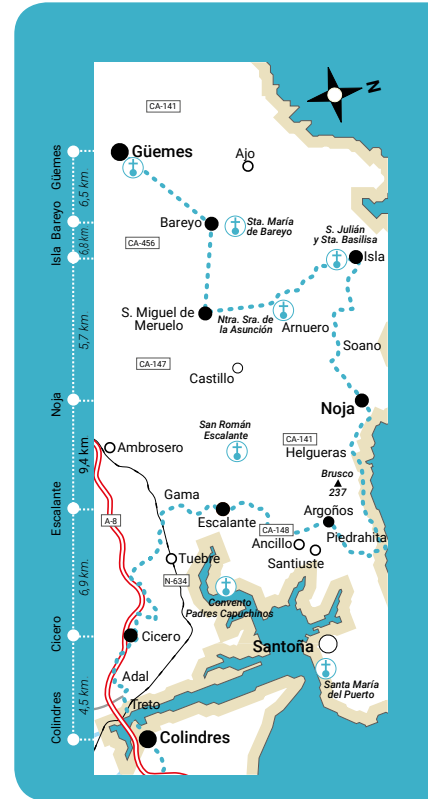 N
CA-141
Güemes
Ajo
Bareyo
Sta. María
de Bareyo
CA-456
S. Julián
y Sta. Basilisa
Isla
S. Miguel de
Meruelo
Ntra. Sra. de
la Asunción
Arnuero
Soano
CA-147
Castillo
Noja
San Román
Escalante
CA-141
Helgueras
Ambrosero
Brusco
237
Gama
Argoños
A-8
Escalante
CA-148
Piedrahita
Ancillo
Santiuste
Tuebre
N-634
Convento
Padres Capuchinos
Cicero
Santoña
Adal
Santa María
del Puerto
Treto
Colindres
Güemes
6,5 km
Bareyo
6,8 km
Isla
5,7 km
Noja
9,4 km
Escalante
6,9 km.
Cicero
4,5 km
Colindres